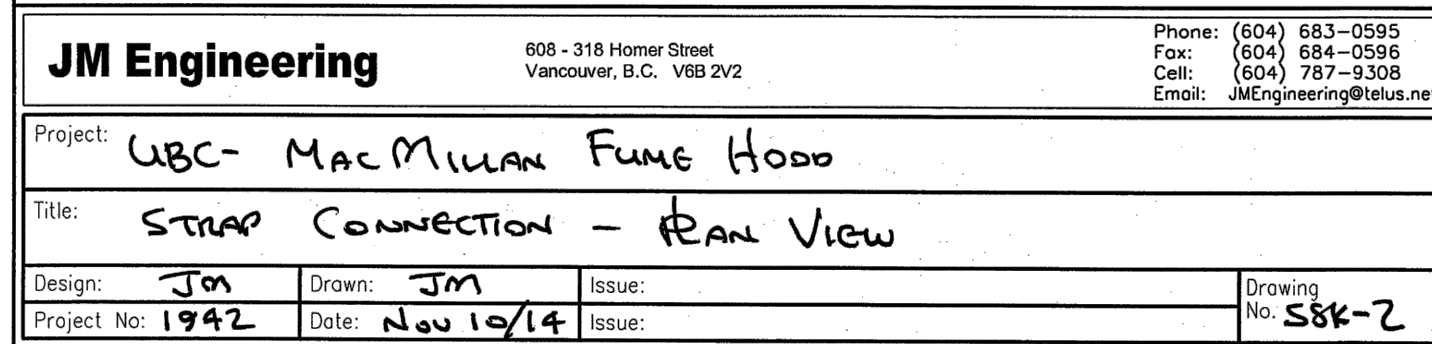 JM Engineering
608 - 318 Homer Street
Vancouver, B.C. V6B 2V2
Phone: (604) 683-0595
Fax: (604) 684-0596
Cell: (604) 787-9308
Email: JMEngineering@telus.net
Project: UBC- MACMILLAN FUME HOOD
Title: STRAP CONNECTION - PLAN VIEW
Design: JM Drawn: JM Issue:
Project No: 1942 Date: NOV 10/14 Issue:
Drawing
No. SSK-2